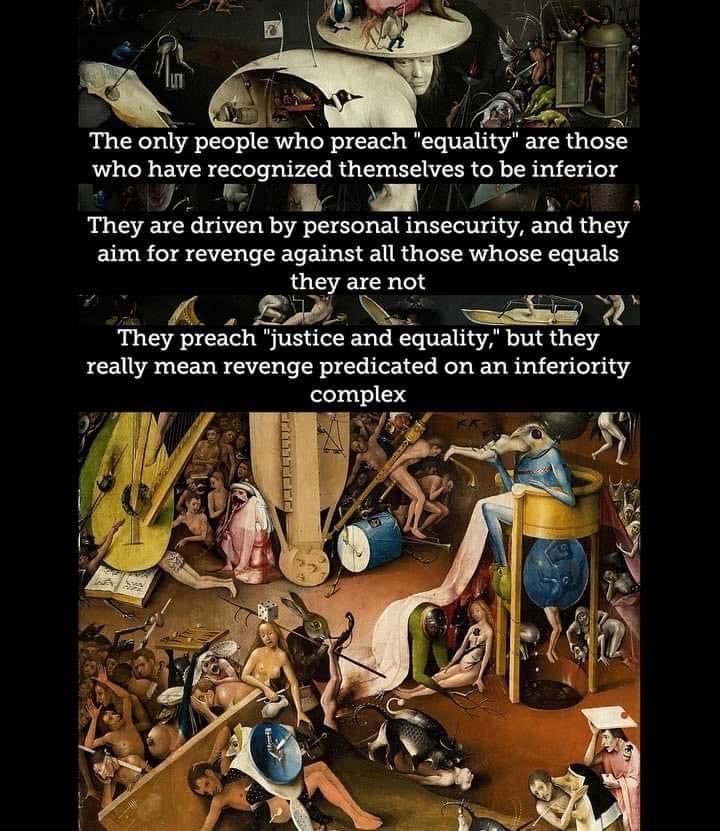 The only people who preach "equality" are those
who have recognized themselves to be inferior
They are driven by personal insecurity, and they
aim for revenge against all those whose equals
they are not
They preach "justice and equality," but they
really mean revenge predicated on an inferiority
complex